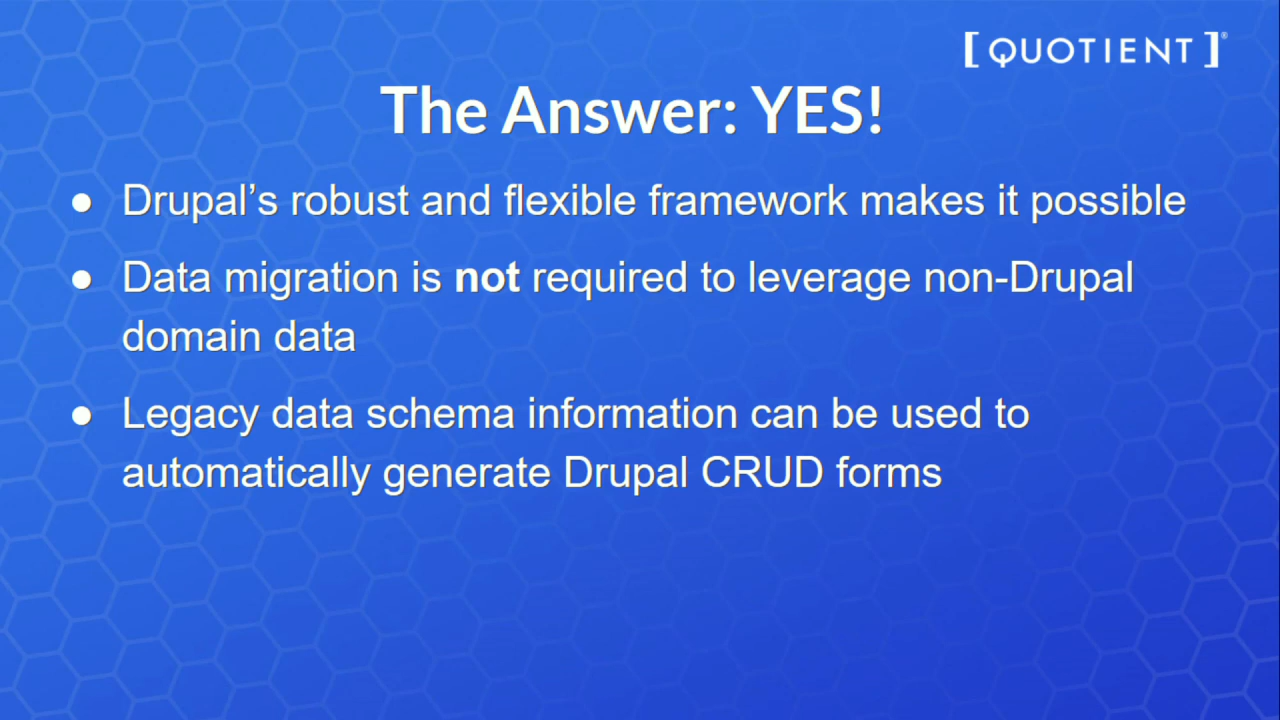 [ QUOTIENT ]®
The Answer: YES!
● Drupal’s robust and flexible framework makes it possible
● Data migration is not required to leverage non-Drupal
domain data
● Legacy data schema information can be used to
automatically generate Drupal CRUD forms